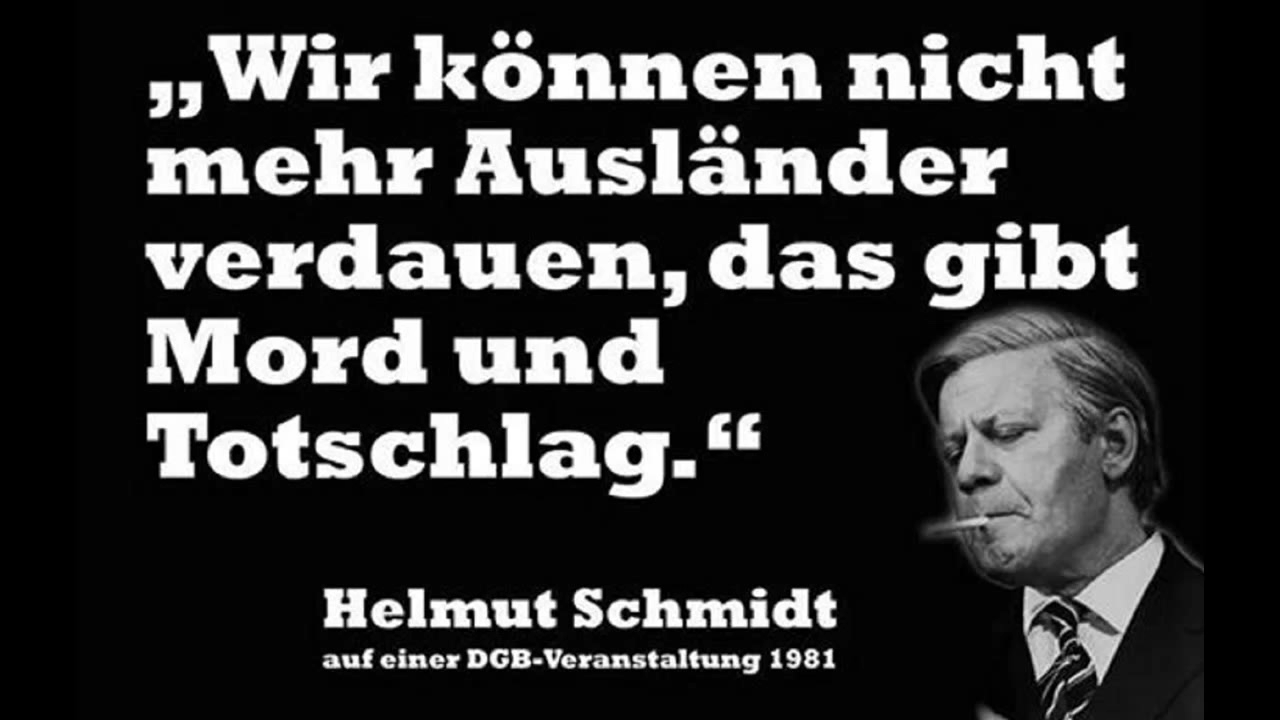 „Wir können nicht
mehr Ausländer
verdauen, das gibt
Mord und
Totschlag.“
Helmut Schmidt
auf einer DGB-Veranstaltung 1981